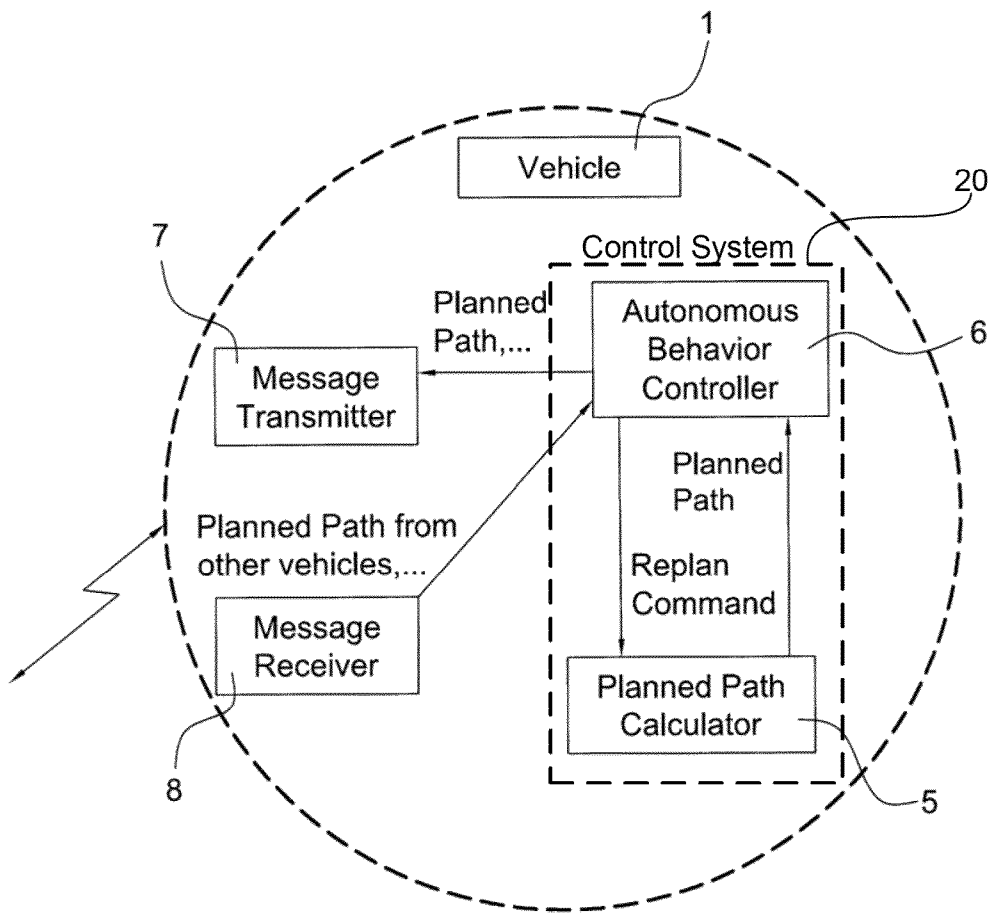 1
Vehicle
20
7
Control System
Planned
Path,...
Autonomous
Behavior
Controller
6
Message
Transmitter
Planned
Path
Planned Path from
other vehicles,...
Replan
Command
Message
Receiver
Planned Path
Calculator
8
5